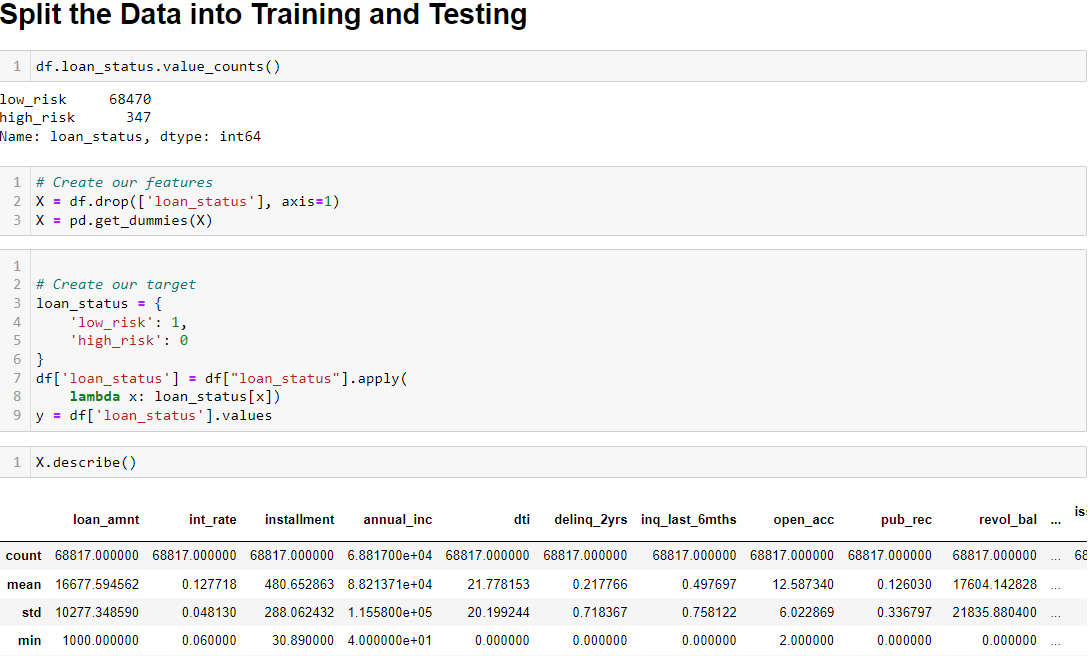 Split the Data into Training and Testing
1 df.loan_status.value_counts()
low_risk 68470
high_risk 347
Name: loan_status, dtype: int64
1 # Create our features
2 X = df.drop(['loan_status'], axis=1)
3 X = pd.get_dummies(X)
1
2 # Create our target
3 loan_status = {
4 'low_risk': 1,
5 'high_risk': 0
6 }
7 df['loan_status'] = df["loan_status"].apply(
8 lambda x: loan_status[x])
9 y = df['loan_status'].values
1 X.describe()
loan_amnt int_rate installment annual_inc dti delinq_2yrs inq_last_6mths open_acc pub_rec revol_bal ... is
count 68817.000000 68817.000000 68817.000000 6.881700e+04 68817.000000 68817.000000 68817.000000 68817.000000 68817.000000 68817.000000 ... 68
mean 16677.594562 0.127718 480.652863 8.821371e+04 21.778153 0.217766 0.497697 12.587340 0.126030 17604.142828 ...
std 10277.348590 0.048130 288.062432 1.155800e+05 20.199244 0.718367 0.758122 6.022869 0.336797 21835.880400 ...
min 1000.000000 0.060000 30.890000 4.000000e+01 0.000000 0.000000 0.000000 2.000000 0.000000 0.000000 ...